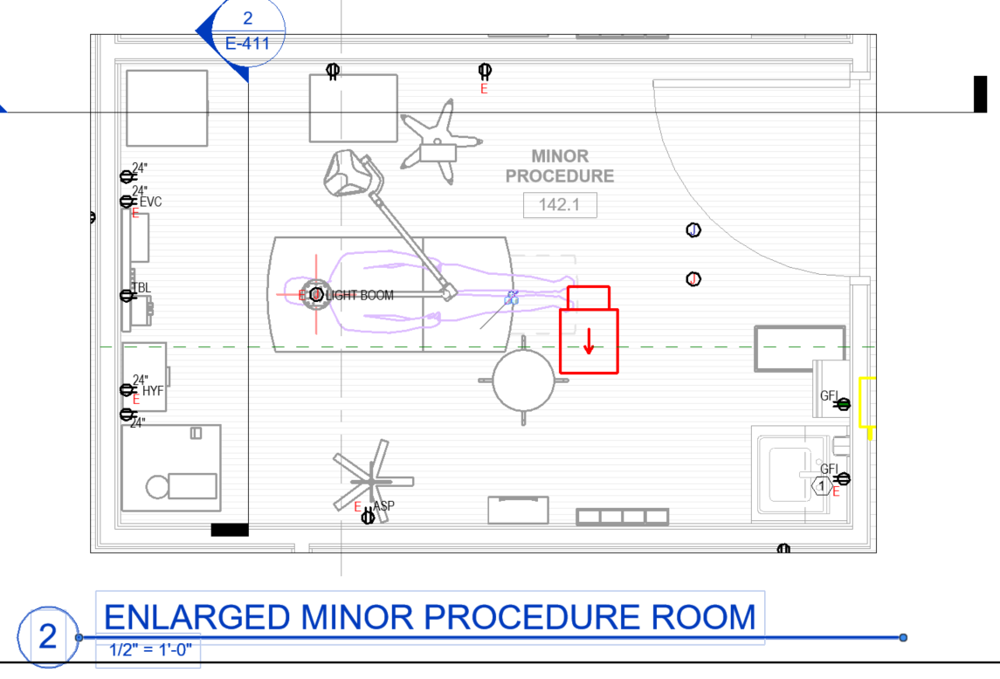 2
E-411
E
MINOR
PROCEDURE
142.1
24"
24"
EVC
E
J
J
TBL
E
J
LIGHT BOOM
24"
HYF
E
24"
GFI
GFI
1
E
E
ASP
2
ENLARGED MINOR PROCEDURE ROOM
1/2" = 1'-0"